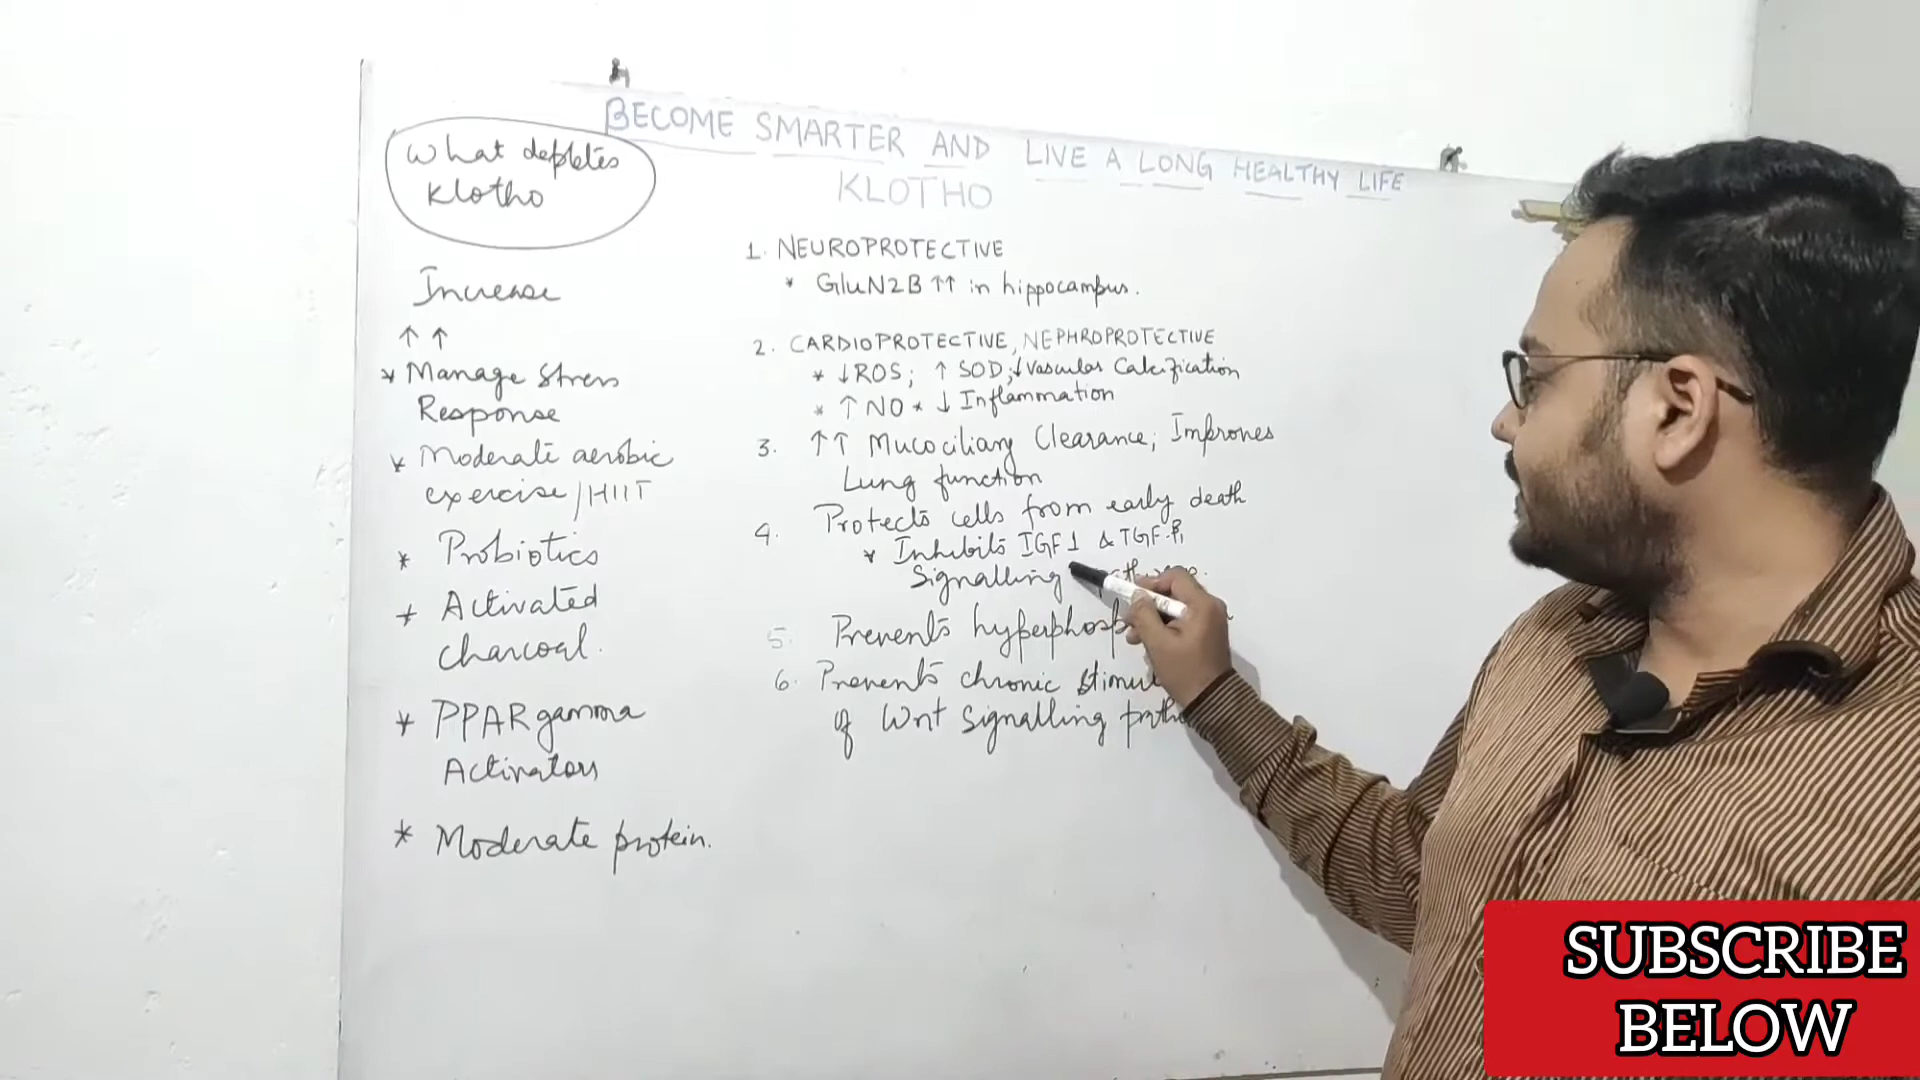 BECOME SMARTER AND LIVE A LONG HEALTHY LIFE
KLOTHO
What depletes
Klotho
Increase
↑ ↑
* Manage Stress
Response
* Moderate aerobic
exercise/HIIT
* Probiotics
* Activated
charcoal.
* PPAR gamma
Activators
* Moderate protein.
1. NEUROPROTECTIVE
* GluN2B ↑↑ in hippocampus.
2. CARDIOPROTECTIVE, NEPHROPROTECTIVE
* ↓ROS; ↑ SOD; ↓Vascular Calcification
* ↑ NO * ↓ Inflammation
3. ↑↑ Mucociliary Clearance; Improves
Lung function
4. Protects cells from early death
* Inhibits IGF1 & TGF-β1
Signalling
5. Prevents
6. Prevents chronic
of Wnt Signalling
SUBSCRIBE
BELOW